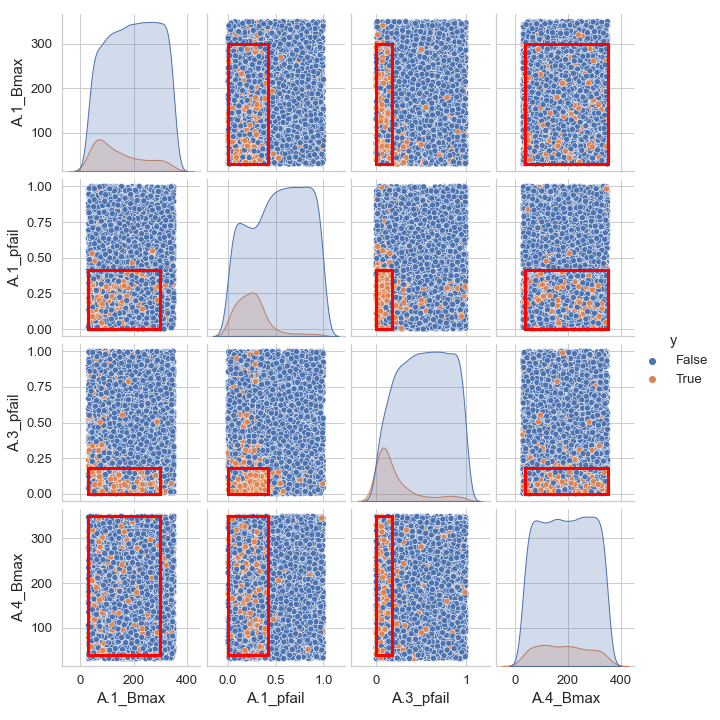 A.1_Bmax
300
200
100
A.1_pfail
1.00
0.75
0.50
0.25
0.00
y
False
True
A.3_pfail
1.00
0.75
0.50
0.25
0.00
A.4_Bmax
300
200
100
0 200 400 0.0 0.5 1.0 0 1 0 200 400
A.1_Bmax A.1_pfail A.3_pfail A.4_Bmax